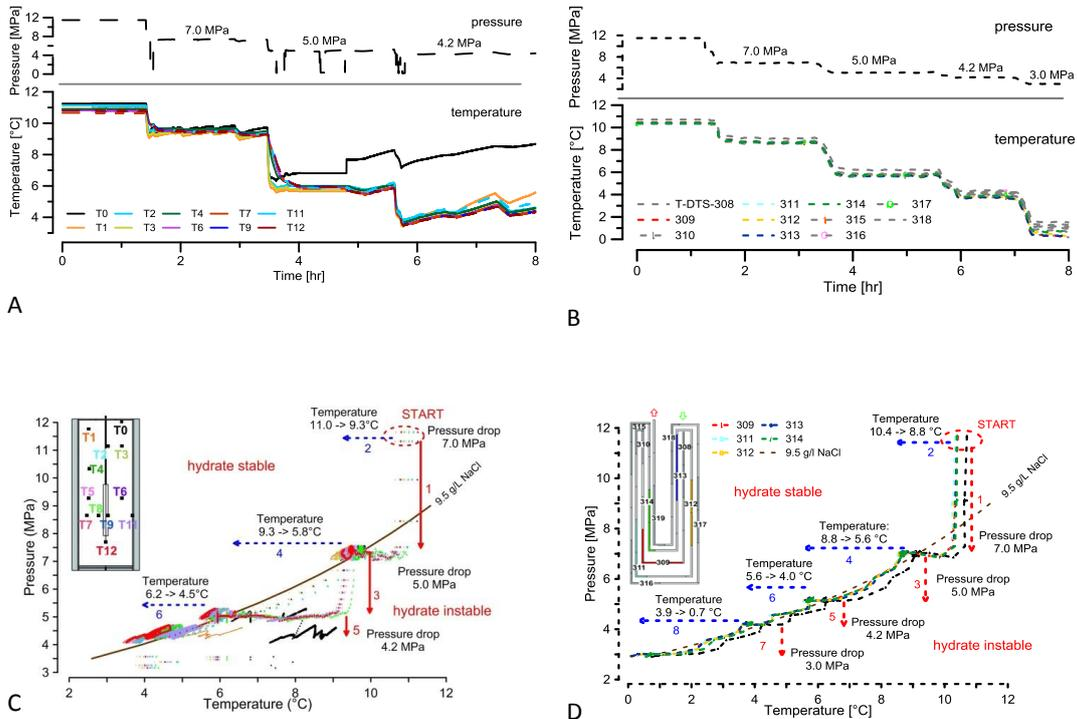 Pressure [MPa]
12
8
4
0
pressure
7.0 MPa
5.0 MPa
4.2 MPa
Temperature [°C]
12
10
8
6
4
temperature
T0 T2 T4 T7 T11
T1 T3 T6 T9 T12
0 2 4 6 8
Time [hr]
A
Pressure [MPa]
12
8
4
pressure
7.0 MPa
5.0 MPa
4.2 MPa
3.0 MPa
Temperature [°C]
12
10
8
6
4
2
0
temperature
T-DTS-308 311 314 317
309 312 315 318
310 313 316
0 2 4 6 8
Time [hr]
B
Pressure (MPa)
12
11
10
9
8
7
6
5
4
3
T0
T1
T2 T3
T4
T5 T6
T8
T7 T9 T11
T12
Temperature
11.0 -> 9.3°C
START
2
Pressure drop
7.0 MPa
hydrate stable
1
9.5 g/L NaCl
Temperature
9.3 -> 5.8°C
4
Pressure drop
5.0 MPa
3
Temperature
6.2 -> 4.5°C
6
hydrate instable
5
Pressure drop
4.2 MPa
2 4 6 8 10 12
Temperature (°C)
C
Pressure (MPa]
12
10
8
6
4
2
315
310
318
308
313
312
314
319
317
309
311
316
309 313
311 314
312 9.5 g/l NaCl
Temperature
10.4 -> 8.8 °C
START
2
hydrate stable
1
9.5 g/L NaCl
Temperature:
8.8 -> 5.6 °C
4
Pressure drop
7.0 MPa
Temperature
5.6 -> 4.0 °C
6
3
Pressure drop
5.0 MPa
Temperature
3.9 -> 0.7 °C
8
5
Pressure drop
4.2 MPa
7
Pressure drop
3.0 MPa
hydrate instable
0 2 4 6 8 10 12
Temperature [°C]
D